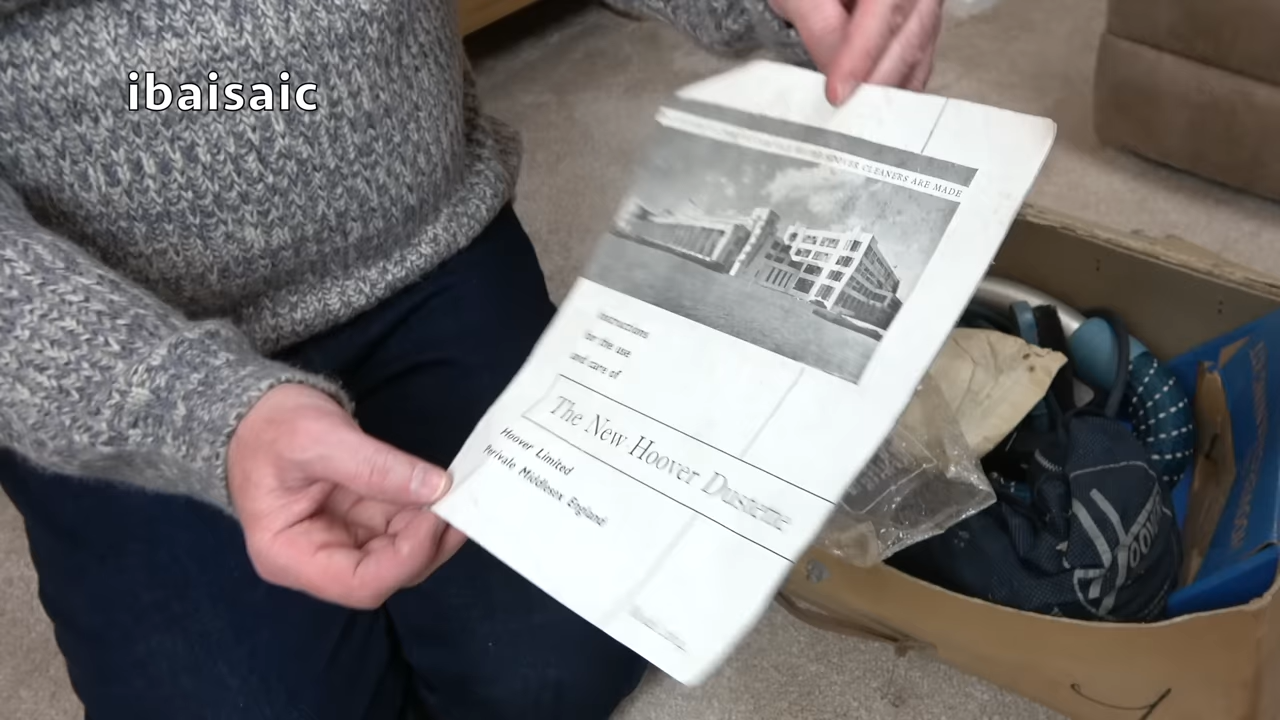 ibaisaic
HOOVER CLEANERS ARE MADE
instructions
for the use
and care of
The New Hoover Dustette
Hoover Limited
Perivale Middlesex England